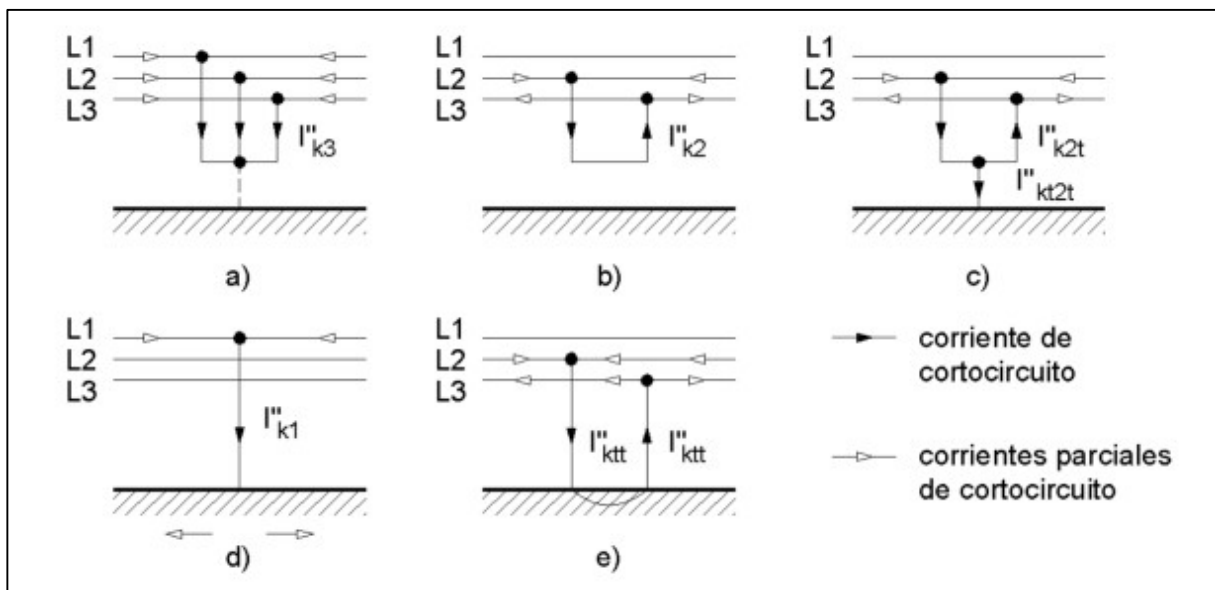 L1
L2
L3
I"k3
a)
L1
L2
L3
I"k2
b)
L1
L2
L3
I"k2t
I"kt2t
c)
L1
L2
L3
I"k1
d)
L1
L2
L3
I"ktt
I"ktt
e)
corriente de
cortocircuito
corrientes parciales
de cortocircuito